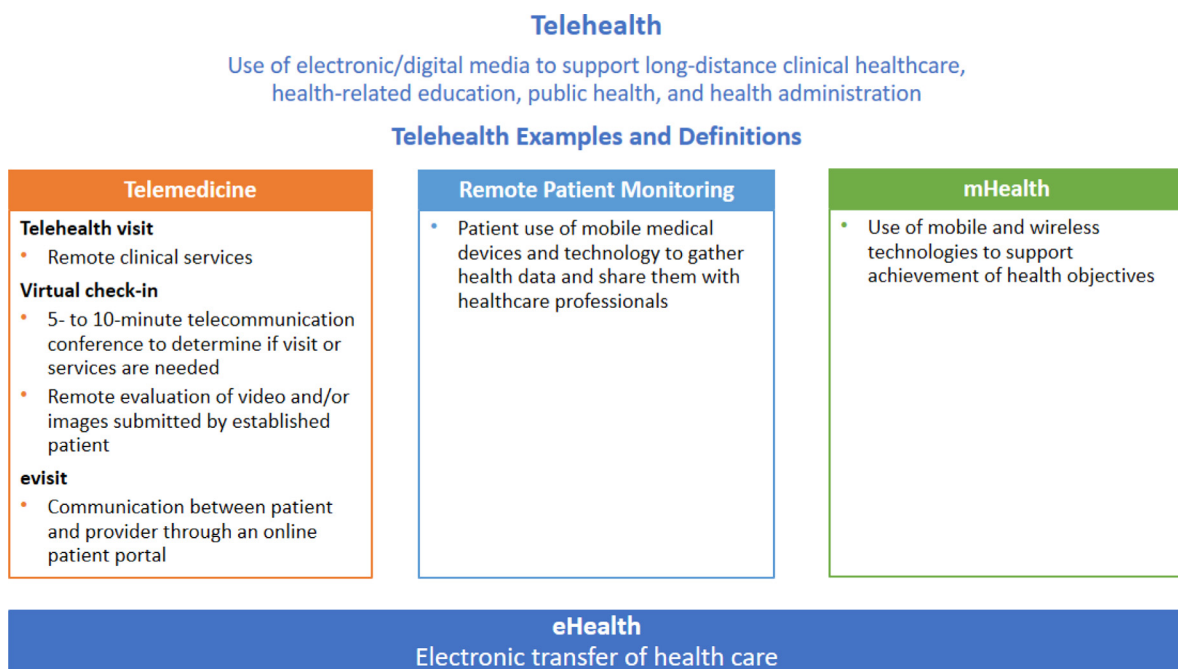 Telehealth
Use of electronic/digital media to support long-distance clinical healthcare,
health-related education, public health, and health administration
Telehealth Examples and Definitions
Telemedicine
Telehealth visit
• Remote clinical services
Virtual check-in
• 5- to 10-minute telecommunication
conference to determine if visit or
services are needed
• Remote evaluation of video and/or
images submitted by established
patient
evisit
• Communication between patient
and provider through an online
patient portal
Remote Patient Monitoring
• Patient use of mobile medical
devices and technology to gather
health data and share them with
healthcare professionals
mHealth
• Use of mobile and wireless
technologies to support
achievement of health objectives
eHealth
Electronic transfer of health care